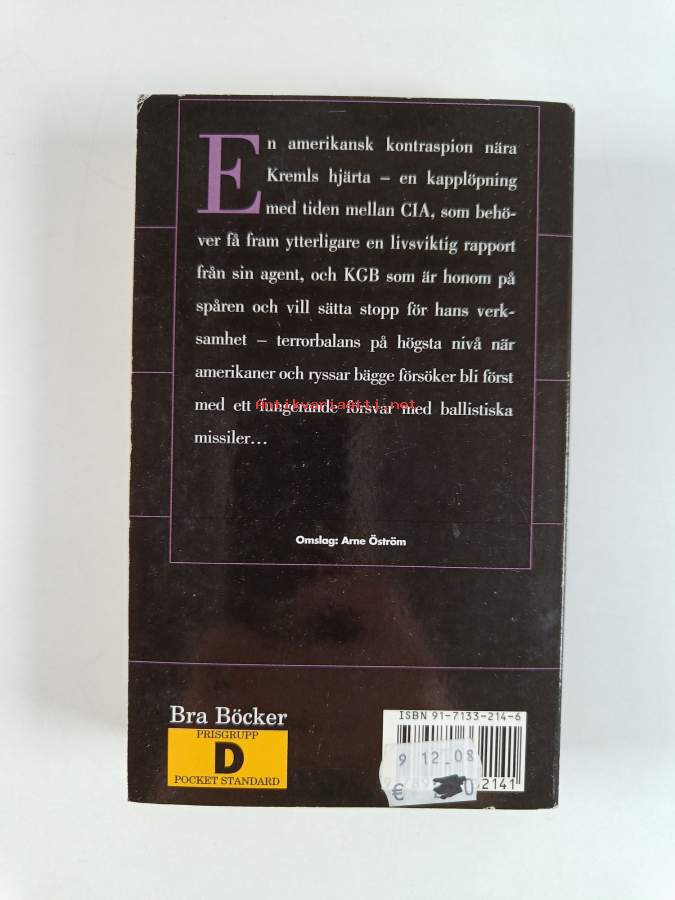 En amerikansk kontraspion nära
Kremls hjärta – en kapplöpning
med tiden mellan CIA, som behö-
ver få fram ytterligare en livsviktig rapport
från sin agent, och KGB som är honom på
spåren och vill sätta stopp för hans verk-
samhet – terrorbalans på högsta nivå när
amerikaner och ryssar bägge försöker bli först
med ett fungerande försvar med ballistiska
missiler...
antikvariaatti.net
Omslag: Arne Öström
Bra Böcker
PRISGRUPP
D
POCKET STANDARD
ISBN 91-7133-214-6
9 12.08
€
2141